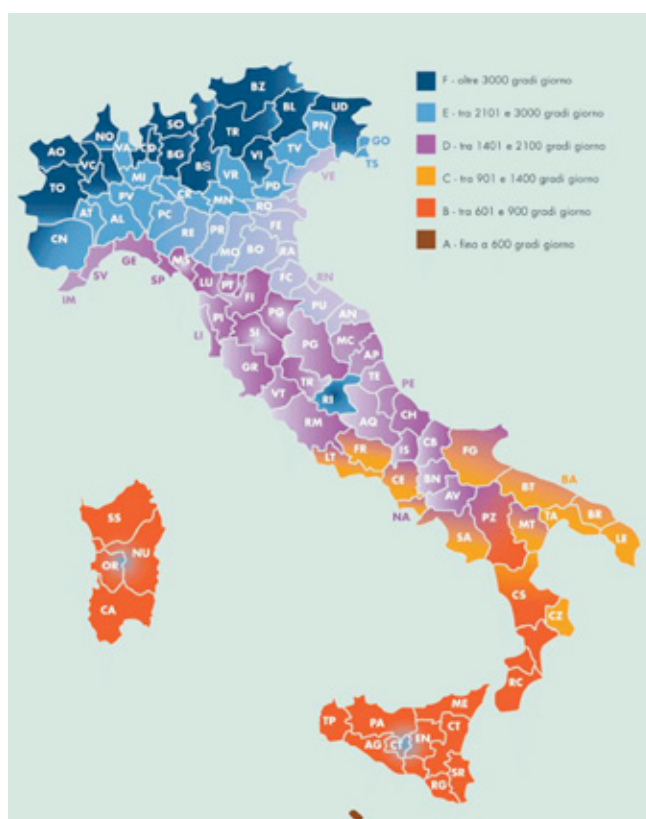 F - oltre 3000 gradi giorno
E - tra 2101 e 3000 gradi giorno
D - tra 1401 e 2100 gradi giorno
C - tra 901 e 1400 gradi giorno
B - tra 601 e 900 gradi giorno
A - fino a 600 gradi giorno
BZ
BL
UD
SO
TR
PN
GO
TS
NO
VA
AO
VC
BG
BS
VI
TV
TO
MI
VR
PD
VE
CR
MN
RO
AT
PV
AL
PC
RE
PR
MO
BO
FE
RA
CN
GE
SV
IM
SP
MS
LU
PT
FI
FC
RN
PU
AN
PI
LI
SI
PG
PG
MC
AP
GR
TR
TE
PE
VT
RI
AQ
CH
RM
LT
FR
IS
CB
FG
CE
BN
AV
BT
BA
NA
SA
PZ
MT
TA
BR
LE
SS
NU
OR
CA
CS
CZ
RC
ME
TP
PA
AG
CT
EN
CT
SR
RG